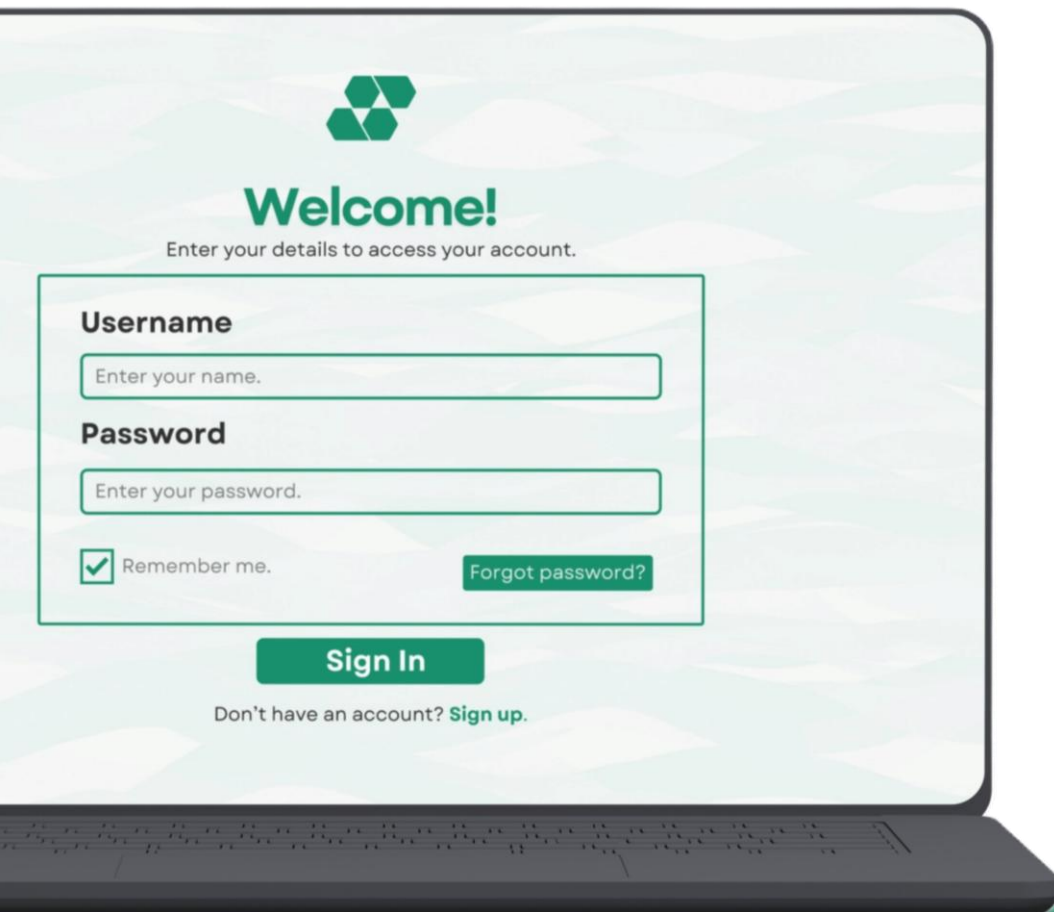 Welcome!
Enter your details to access your account.
Username
Enter your name.
Password
Enter your password.
Remember me.
Forgot password?
Sign In
Don't have an account? Sign up.